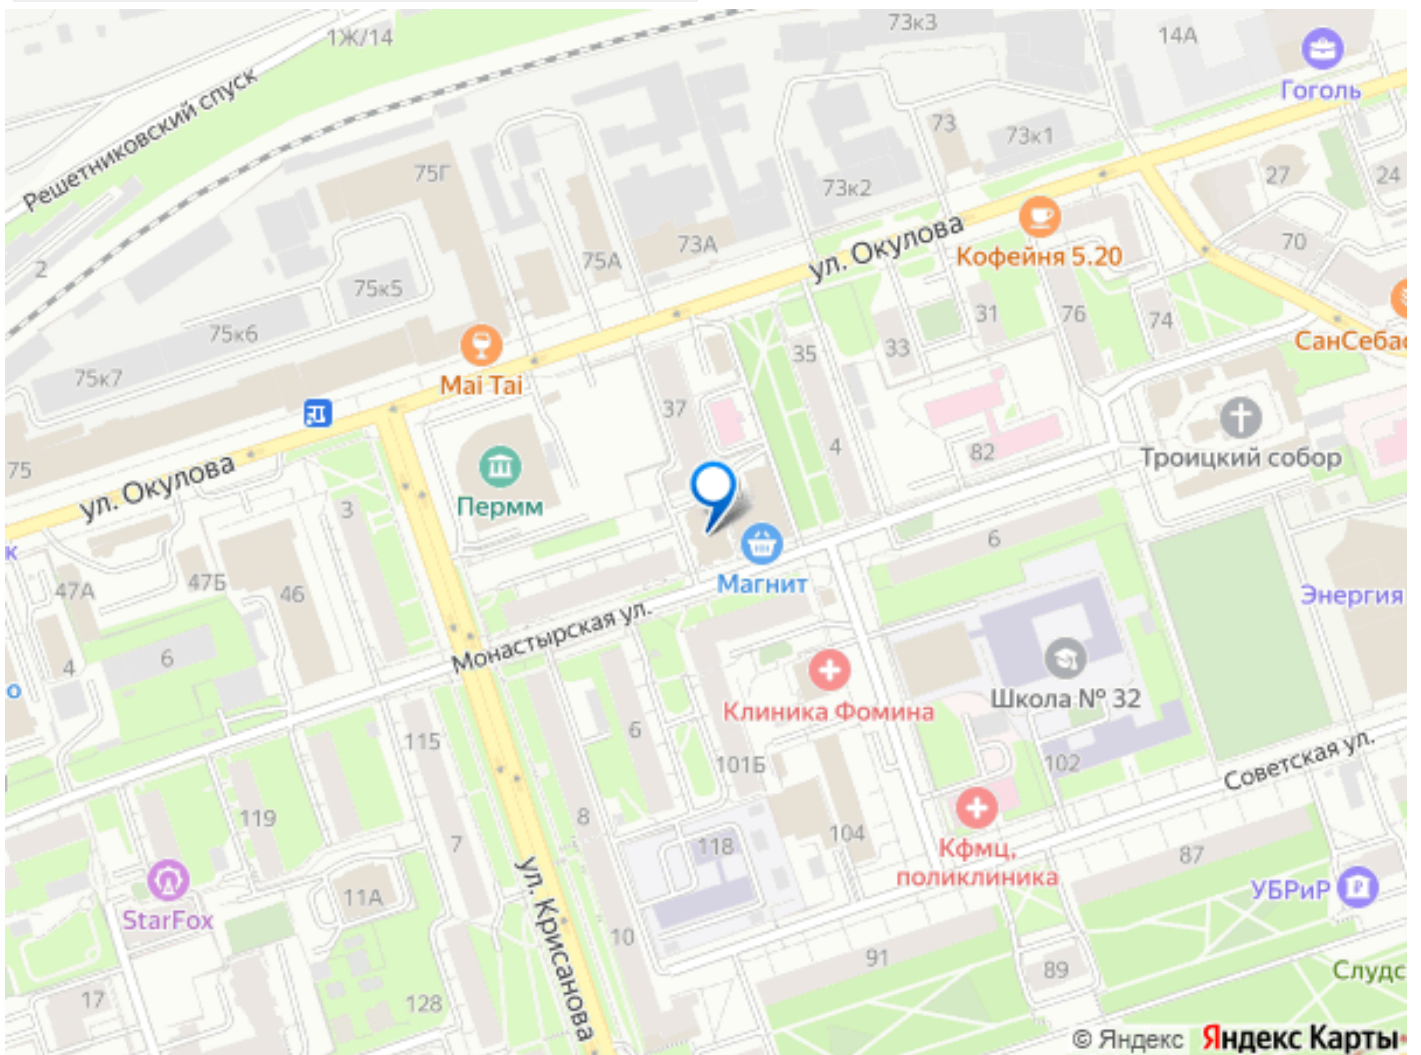 73к3
1Ж/14
14А
Гоголь
Решетниковский спуск
73
73к1
75Г
73к2
27
24
ул. Окулова
73А
75А
70
2
Кофейня 5.20
75к5
31
76
74
75к6
33
35
СанСебас
75к7
Mai Tai
37
4
82
Троицкий собор
75
ул. Окулова
Пермм
3
6
к
47А
47Б
46
Магнит
Энергия
Монастырская ул.
6
4
о
Школа № 32
Клиника Фомина
6
115
101Б
102
Советская ул.
119
7
8
118
104
Кфмц,
поликлиника
87
УБРиР
StarFox
11А
ул. Крисанова
10
91
89
Слудс
17
128
© Яндекс Яндекс Карты